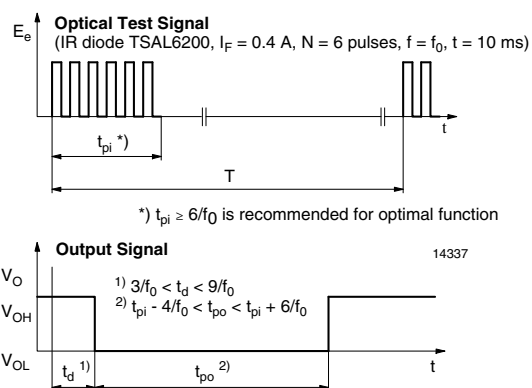 Optical Test Signal
Eₑ
(IR diode TSAL6200, I_F = 0.4 A, N = 6 pulses, f = f₀, t = 10 ms)
t
t_pi *)
T
*) t_pi ≥ 6/f₀ is recommended for optimal function
Output Signal
14337
V_O
1) 3/f₀ < t_d < 9/f₀
2) t_pi - 4/f₀ < t_po < t_pi + 6/f₀
V_OH
V_OL
t_d 1)
t_po 2)
t